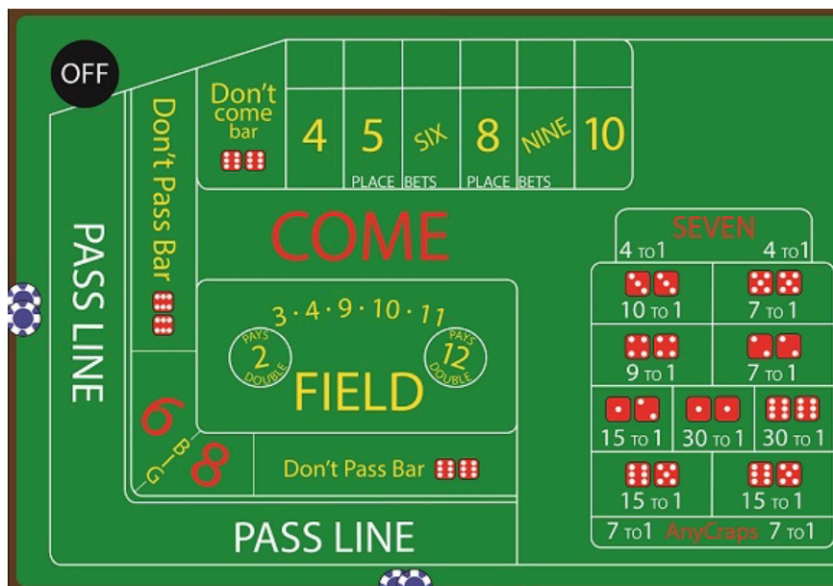 OFF
Don't
come
bar
4 5 SIX 8 NINE 10
PLACE BETS PLACE BETS
Don't Pass Bar
PASS LINE
COME
SEVEN
4 TO 1 4 TO 1
10 TO 1 7 TO 1
9 TO 1 7 TO 1
15 TO 1 30 TO 1 30 TO 1
15 TO 1 15 TO 1
7 TO 1 AnyCraps 7 TO 1
3 · 4 · 9 · 10 · 11
PAYS
2
DOUBLE
PAYS
12
DOUBLE
FIELD
6
BIG
8
Don't Pass Bar
PASS LINE